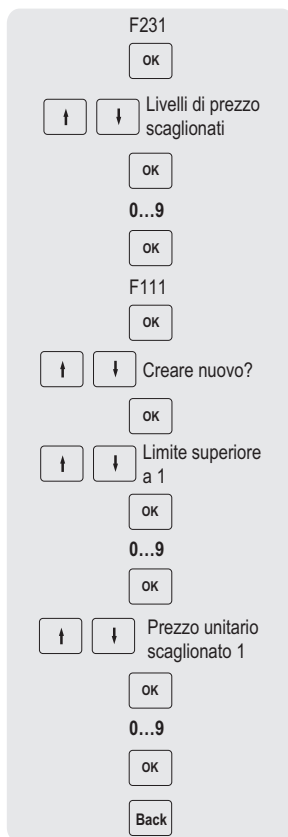 F231
OK
Livelli di prezzo
scaglionati
OK
0...9
OK
F111
OK
Creare nuovo?
OK
Limite superiore
a 1
OK
0...9
OK
Prezzo unitario
scaglionato 1
OK
0...9
OK
Back